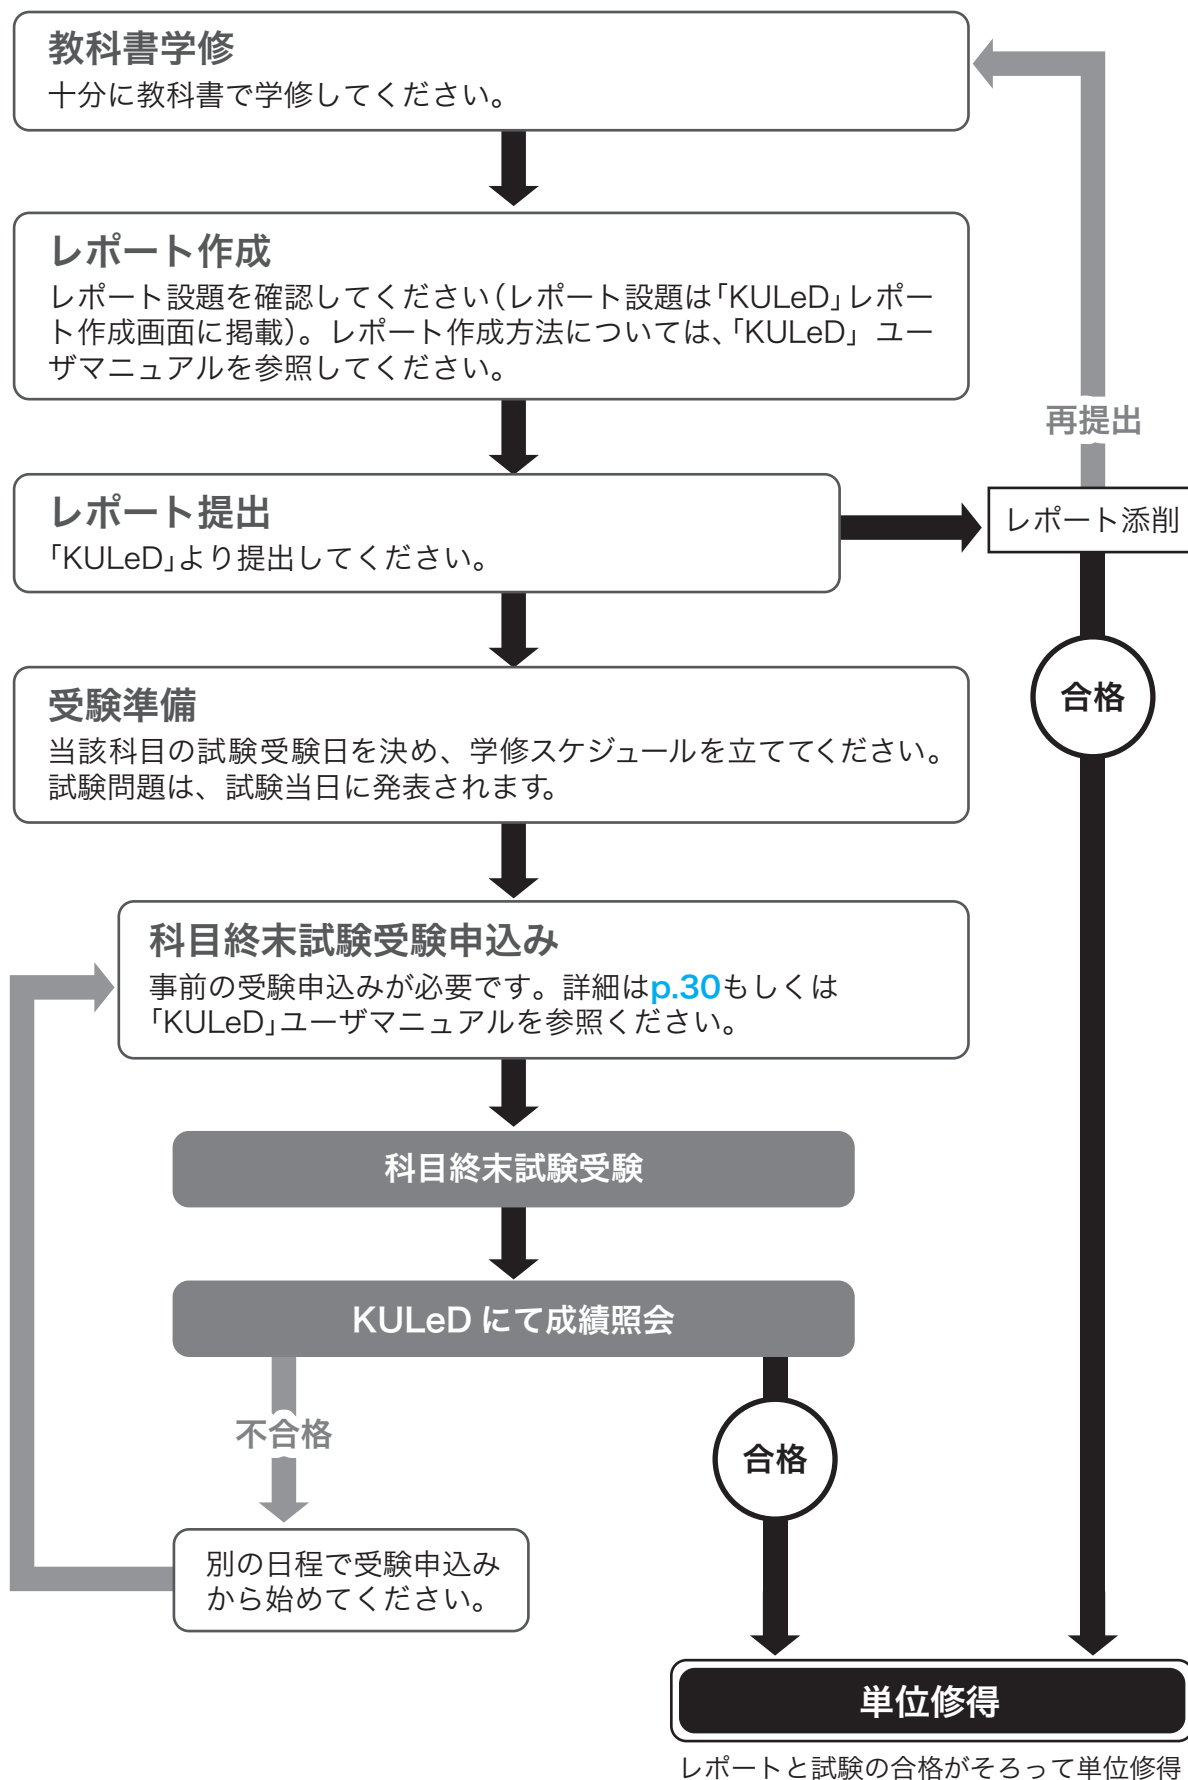 教科書学修
十分に教科書で学修してください。
レポート作成
レポート設題を確認してください(レポート設題は「KULeD」レポー
ト作成画面に掲載)。レポート作成方法については、「KULeD」ユー
ザマニュアルを参照してください。
再提出
レポート提出
「KULeD」より提出してください。
レポート添削
合格
受験準備
当該科目の試験受験日を決め、学修スケジュールを立ててください。
試験問題は、試験当日に発表されます。
科目終末試験受験申込み
事前の受験申込みが必要です。詳細はp.30もしくは
「KULeD」ユーザマニュアルを参照ください。
科目終末試験受験
KULeD にて成績照会
不合格
合格
別の日程で受験申込み
から始めてください。
単位修得
レポートと試験の合格がそろって単位修得